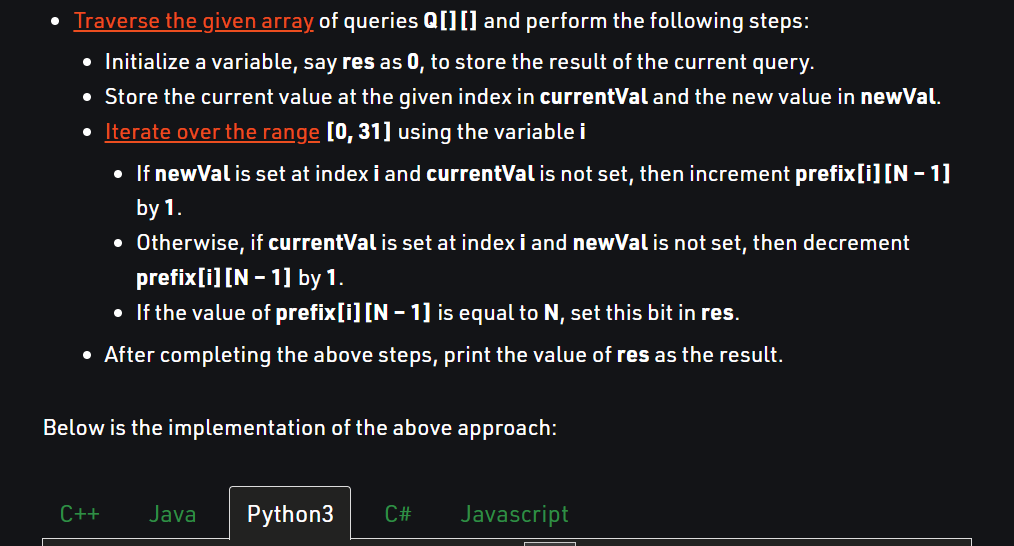 Traverse the given array of queries Q[][] and perform the following steps:
Initialize a variable, say res as 0, to store the result of the current query.
Store the current value at the given index in currentVal and the new value in newVal.
Iterate over the range [0, 31] using the variable i
If newVal is set at index i and currentVal is not set, then increment prefix[i][N – 1]
by 1.
Otherwise, if currentVal is set at index i and newVal is not set, then decrement
prefix[i][N – 1] by 1.
If the value of prefix[i][N – 1] is equal to N, set this bit in res.
After completing the above steps, print the value of res as the result.
Below is the implementation of the above approach:
C++ Java Python3 C# Javascript